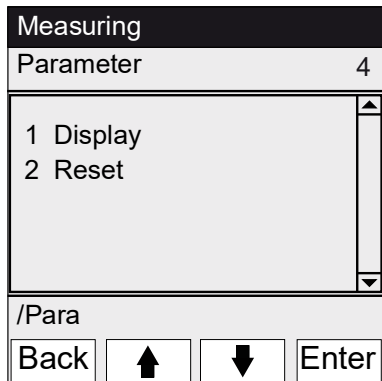 Measuring
Parameter 4
1 Display
2 Reset
/Para
Back Enter